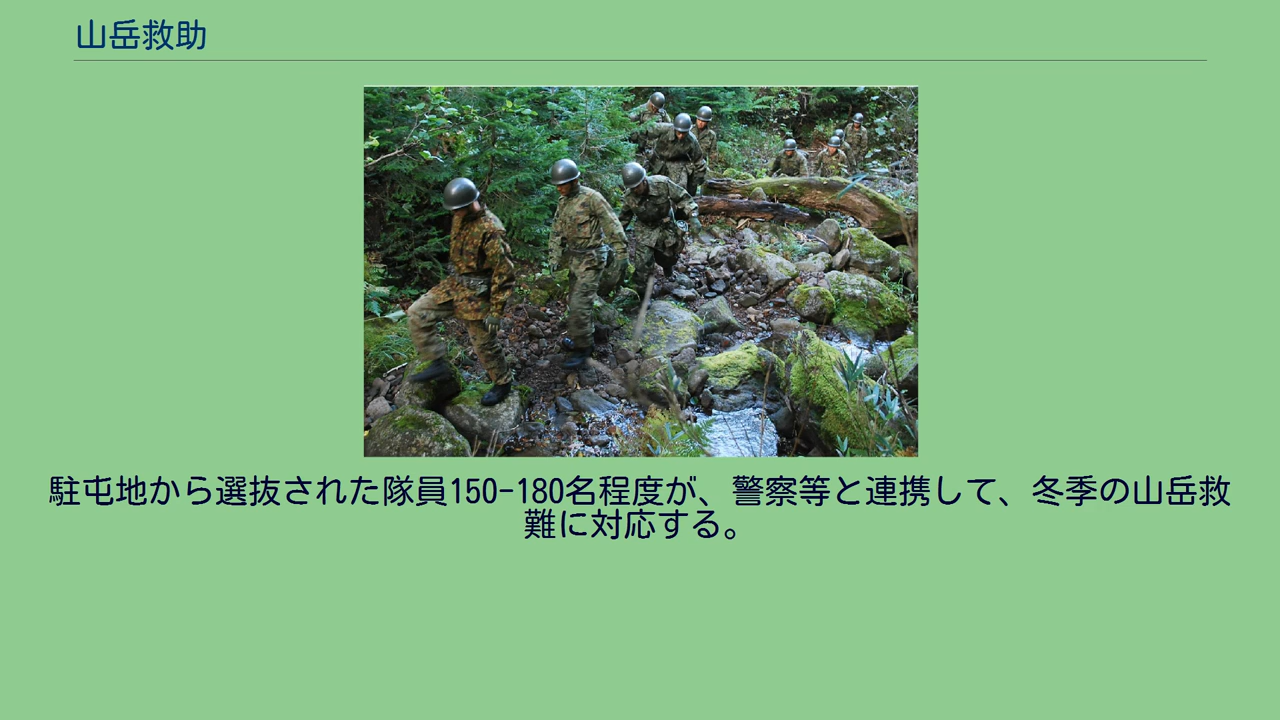 山岳救助
駐屯地から選抜された隊員150-180名程度が、警察等と連携して、冬季の山岳救
難に対応する。